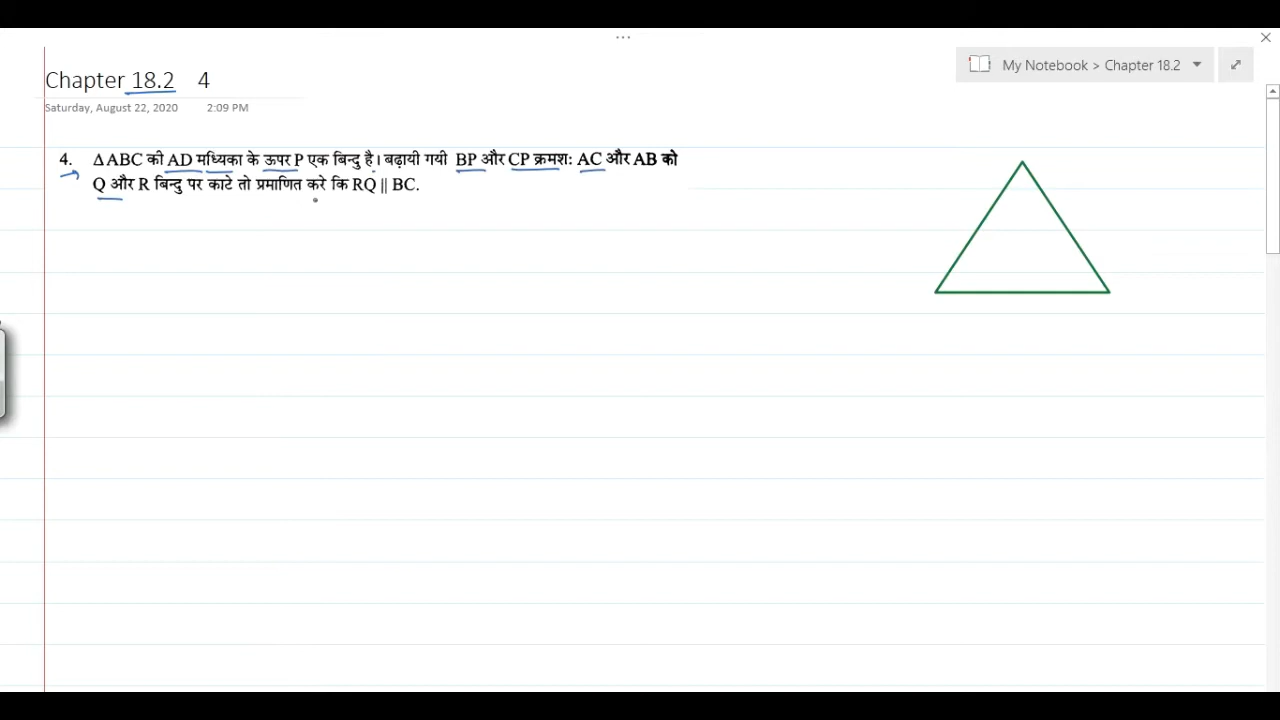 My Notebook > Chapter 18.2
Chapter 18.2 4
Saturday, August 22, 2020 2:09 PM
4. Δ ABC की AD मध्यिका के ऊपर P एक बिन्दु है। बढ़ायी गयी BP और CP क्रमश: AC और AB को
Q और R बिन्दु पर काटे तो प्रमाणित करे कि RQ || BC.